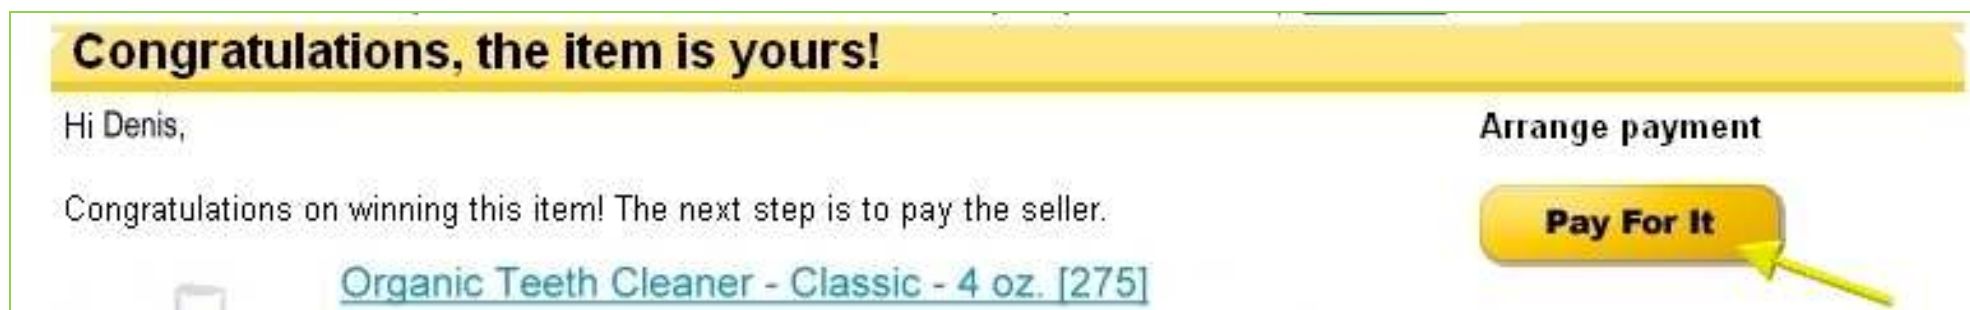 Congratulations, the item is yours!
Hi Denis,
Arrange payment
Congratulations on winning this item! The next step is to pay the seller.
Pay For It
Organic Teeth Cleaner - Classic - 4 oz. [275]